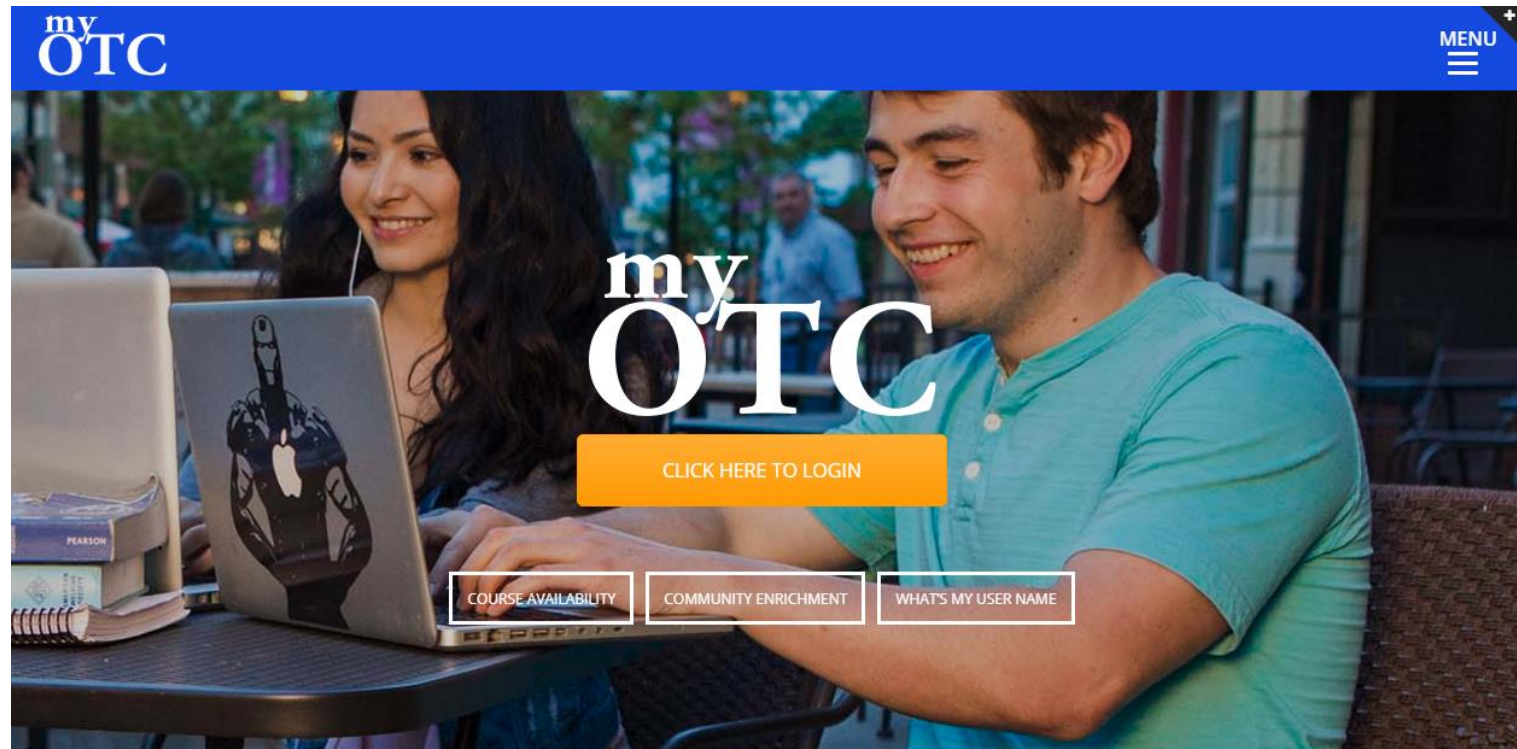 my
OTC
MENU
my
OTC
CLICK HERE TO LOGIN
COURSE AVAILABILITY
COMMUNITY ENRICHMENT
WHAT'S MY USER NAME
PEARSON